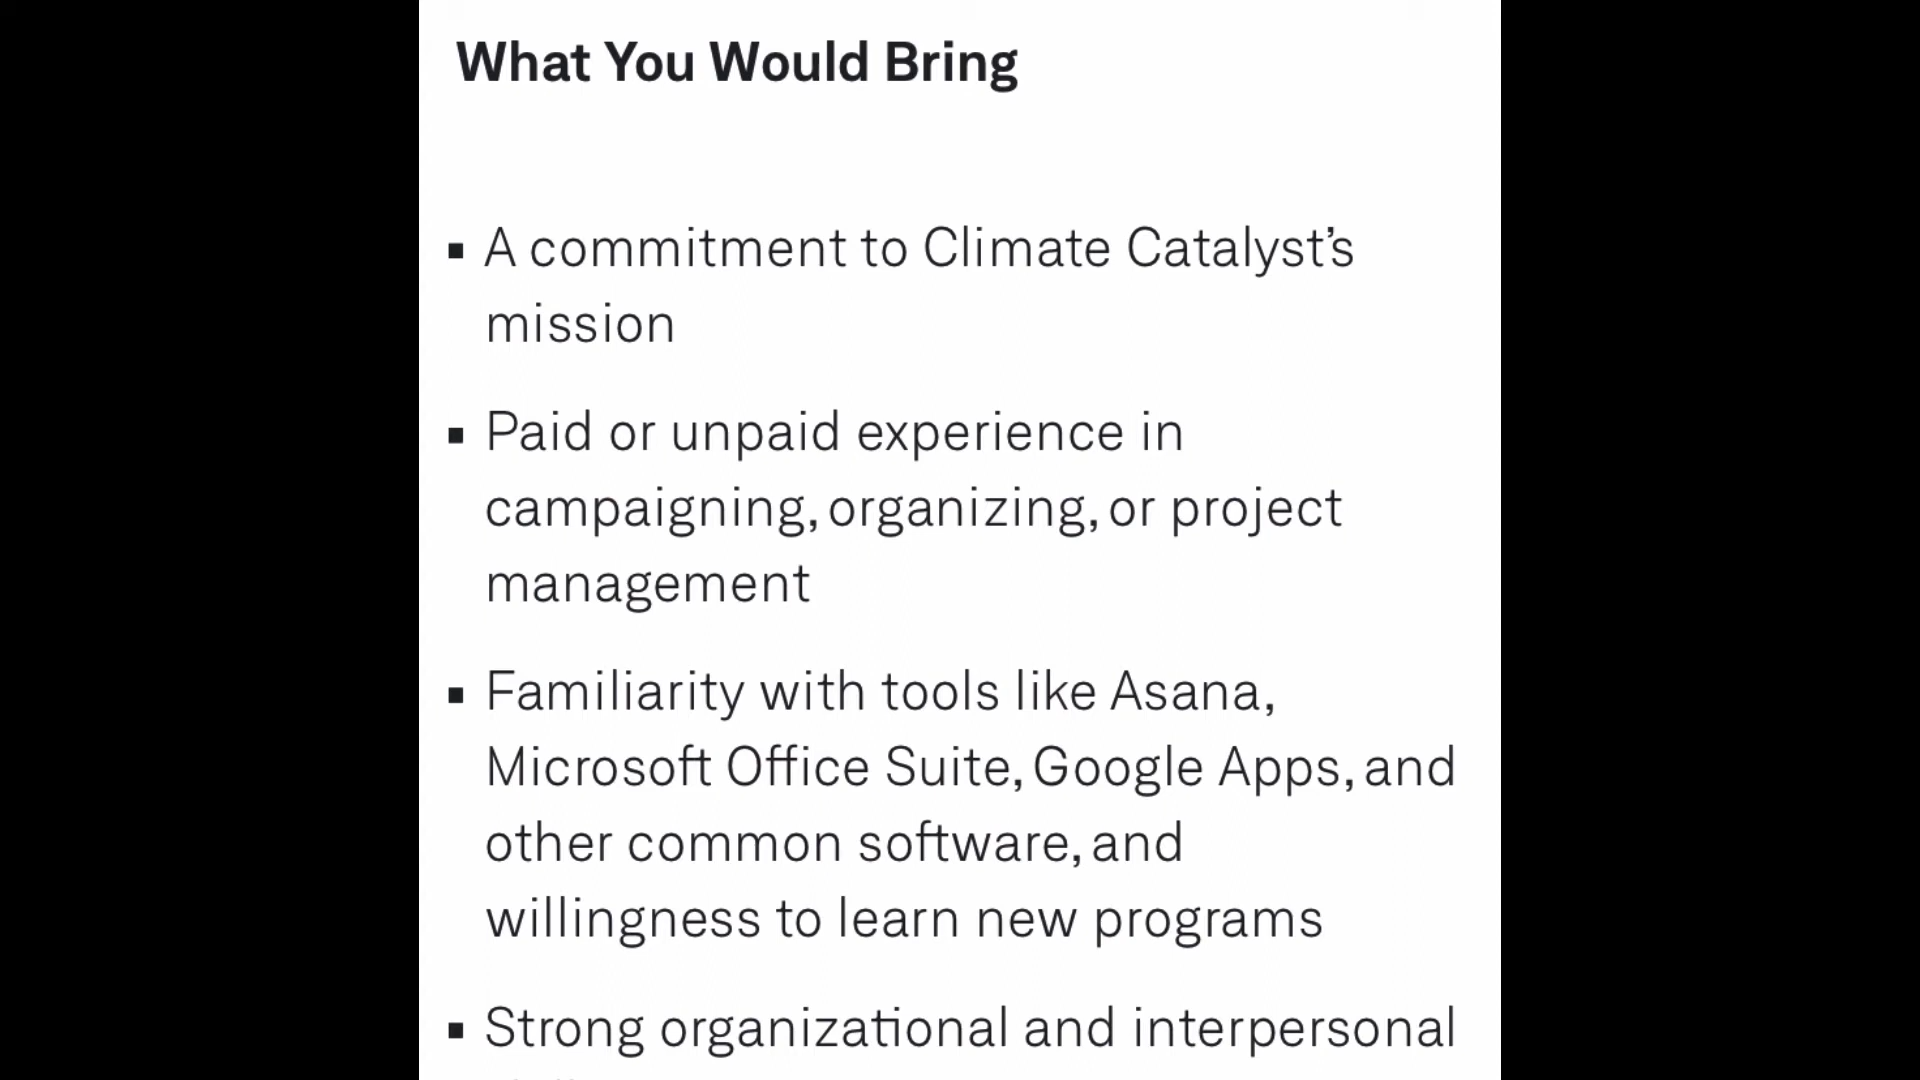 What You Would Bring
▪ A commitment to Climate Catalyst’s
mission
▪ Paid or unpaid experience in
campaigning, organizing, or project
management
▪ Familiarity with tools like Asana,
Microsoft Office Suite, Google Apps, and
other common software, and
willingness to learn new programs
▪ Strong organizational and interpersonal